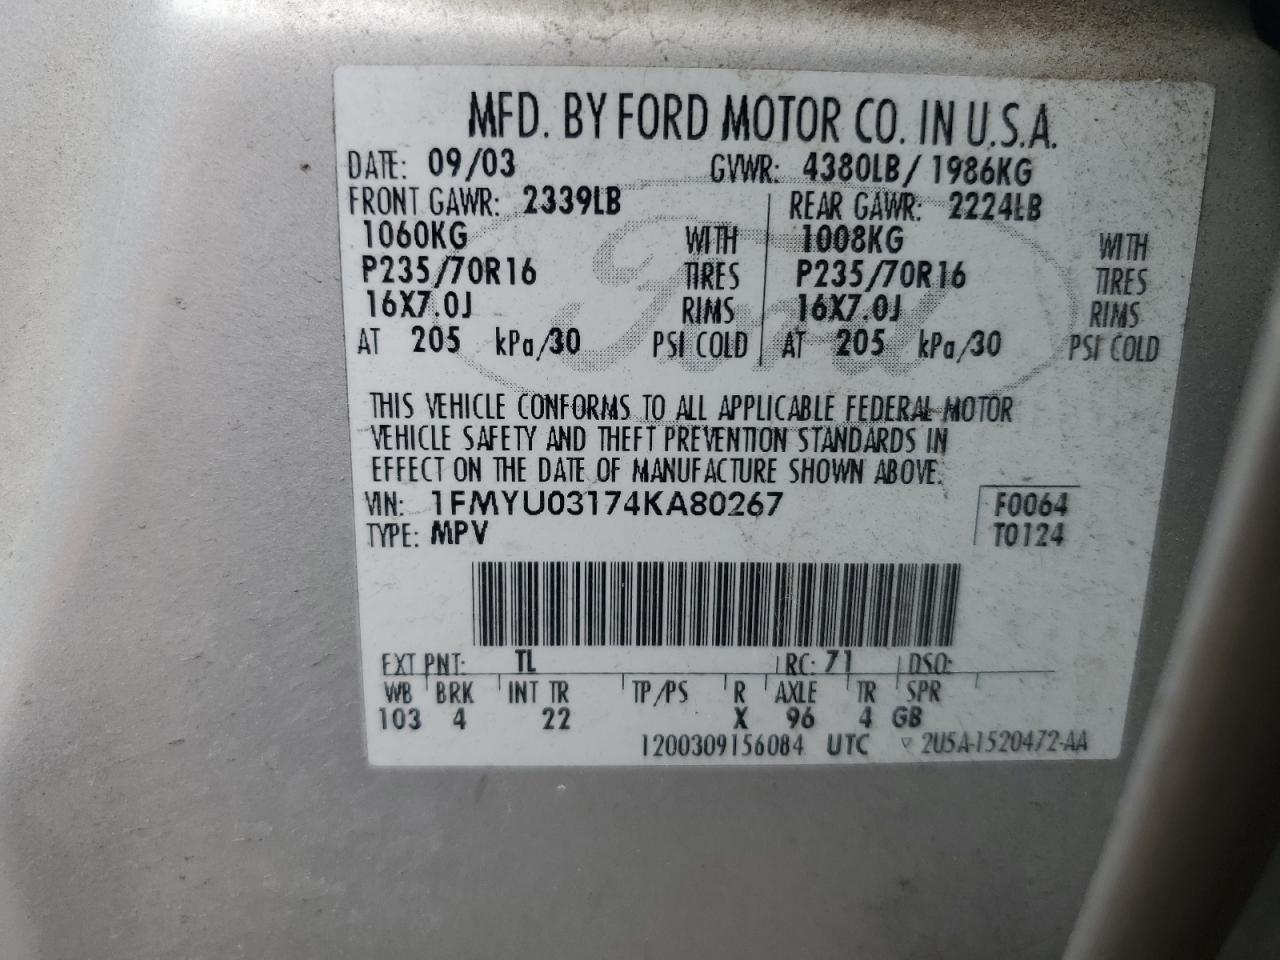 MFD. BY FORD MOTOR CO. IN U.S.A.
DATE: 09/03 GVWR: 4380LB/ 1986KG
FRONT GAWR: 2339LB REAR GAWR: 2224LB
1060KG WITH 1008KG WITH
P235/70R16 TIRES P235/70R16 TIRES
16X7.0J RIMS 16X7.0J RIMS
AT 205 kPa/30 PSI COLD AT 205 kPa/30 PSI COLD
Ford
THIS VEHICLE CONFORMS TO ALL APPLICABLE FEDERAL MOTOR
VEHICLE SAFETY AND THEFT PREVENTION STANDARDS IN
EFFECT ON THE DATE OF MANUFACTURE SHOWN ABOVE.
VIN: 1FMYU03174KA80267 F0064
TYPE: MPV T0124
EXT PNT: TL RC: 71 DSO:
WB BRK INT TR TP/PS R AXLE TR SPR
103 4 22 X 96 4 GB
1200309156084 UTC 2U5A-1520472-AA